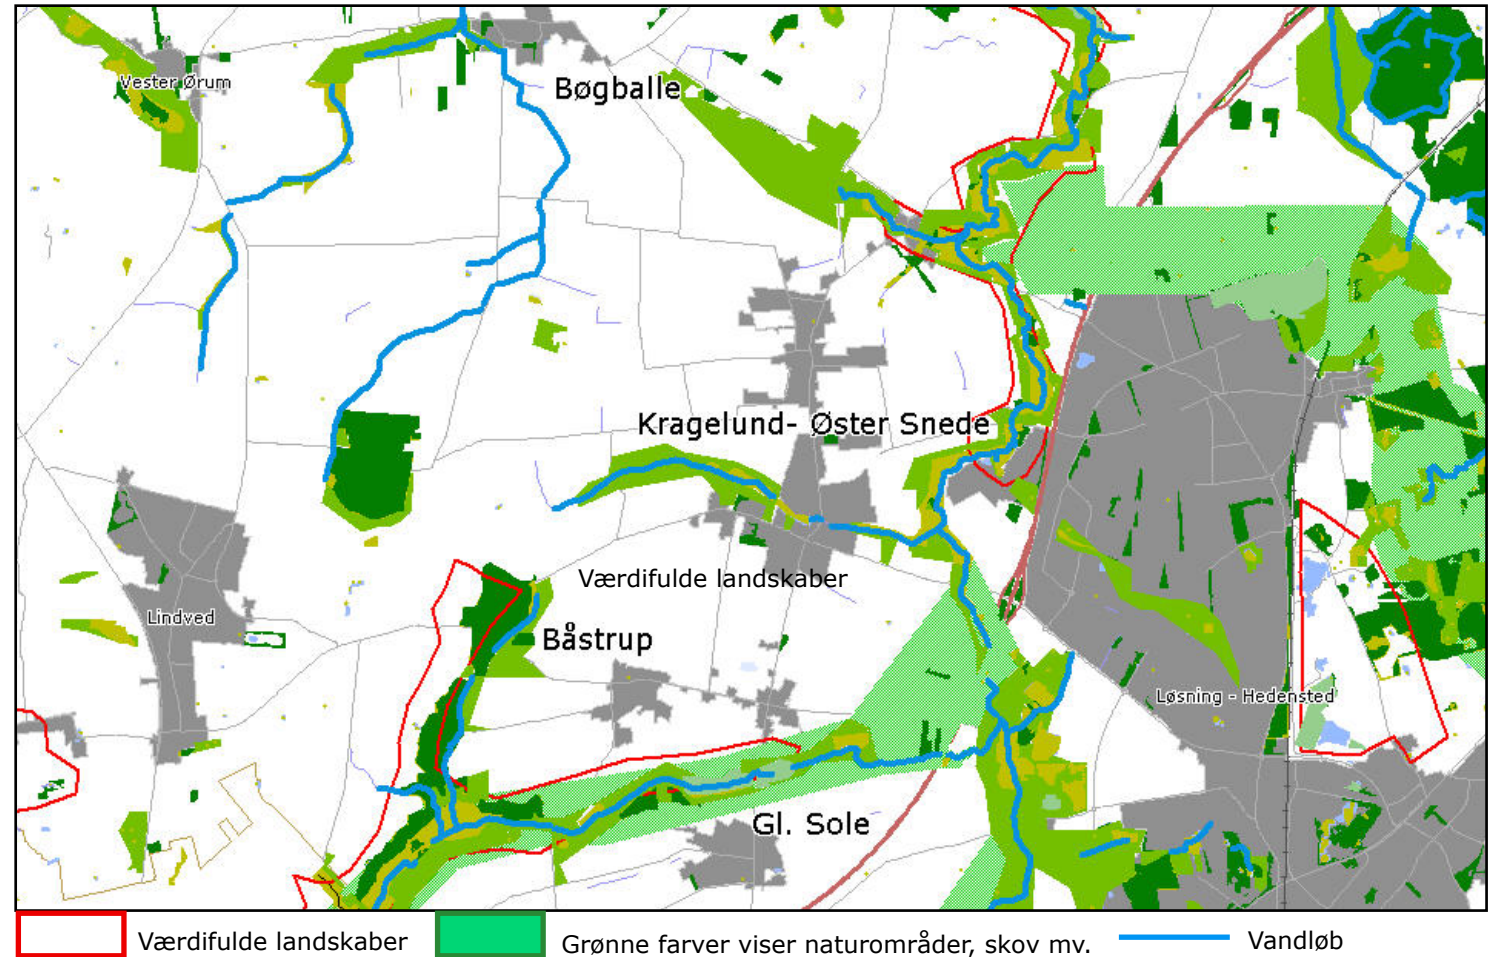 Vester Ørum
Bøgballe
Kragelund- Øster Snede
Værdifulde landskaber
Lindved
Båstrup
Løsning - Hedensted
Gl. Sole
Værdifulde landskaber
Grønne farver viser naturområder, skov mv.
Vandløb